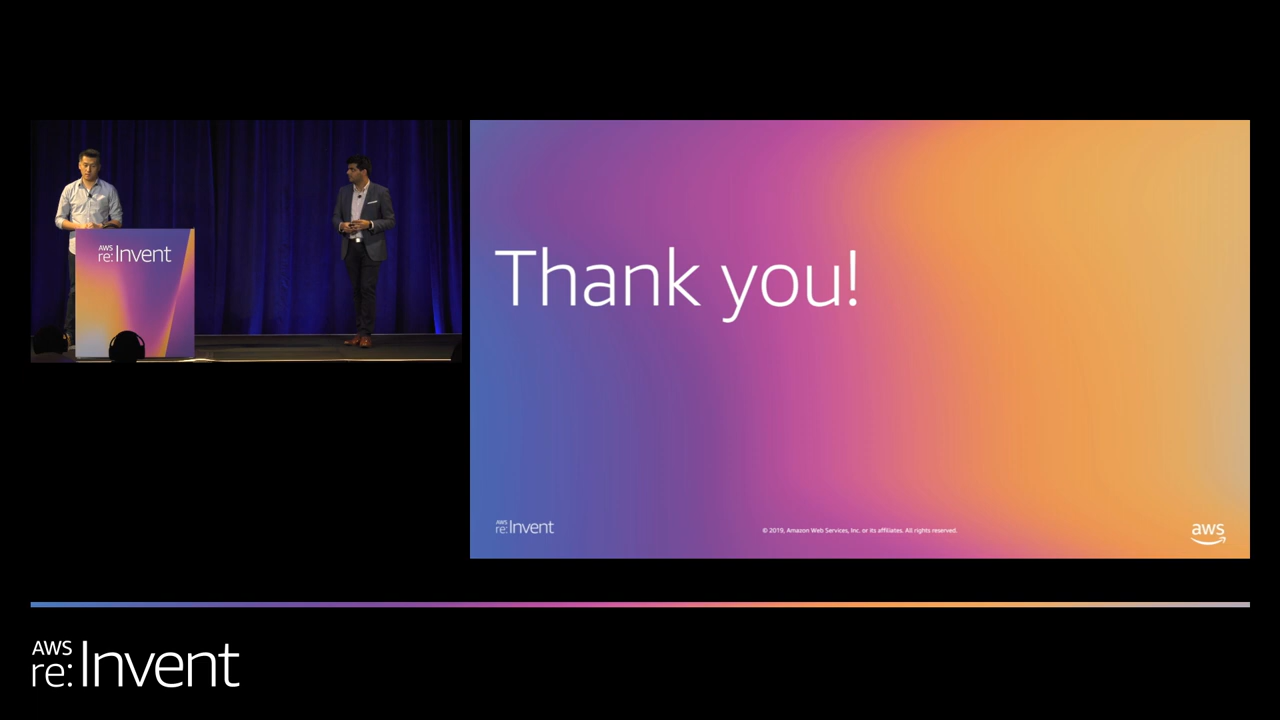 AWS
re:Invent
Thank you!
AWS
re:Invent
© 2019, Amazon Web Services, Inc. or its affiliates. All rights reserved.
aws
AWS
re:Invent